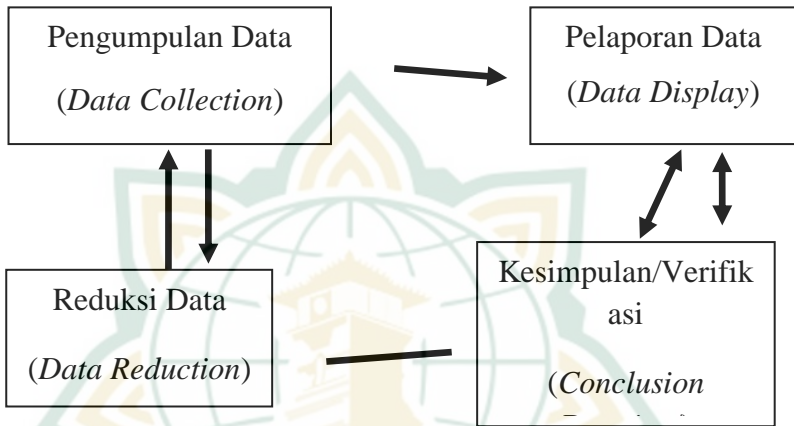 Pengumpulan Data
(Data Collection)
Pelaporan Data
(Data Display)
Reduksi Data
(Data Reduction)
Kesimpulan/Verifik
asi
(Conclusion